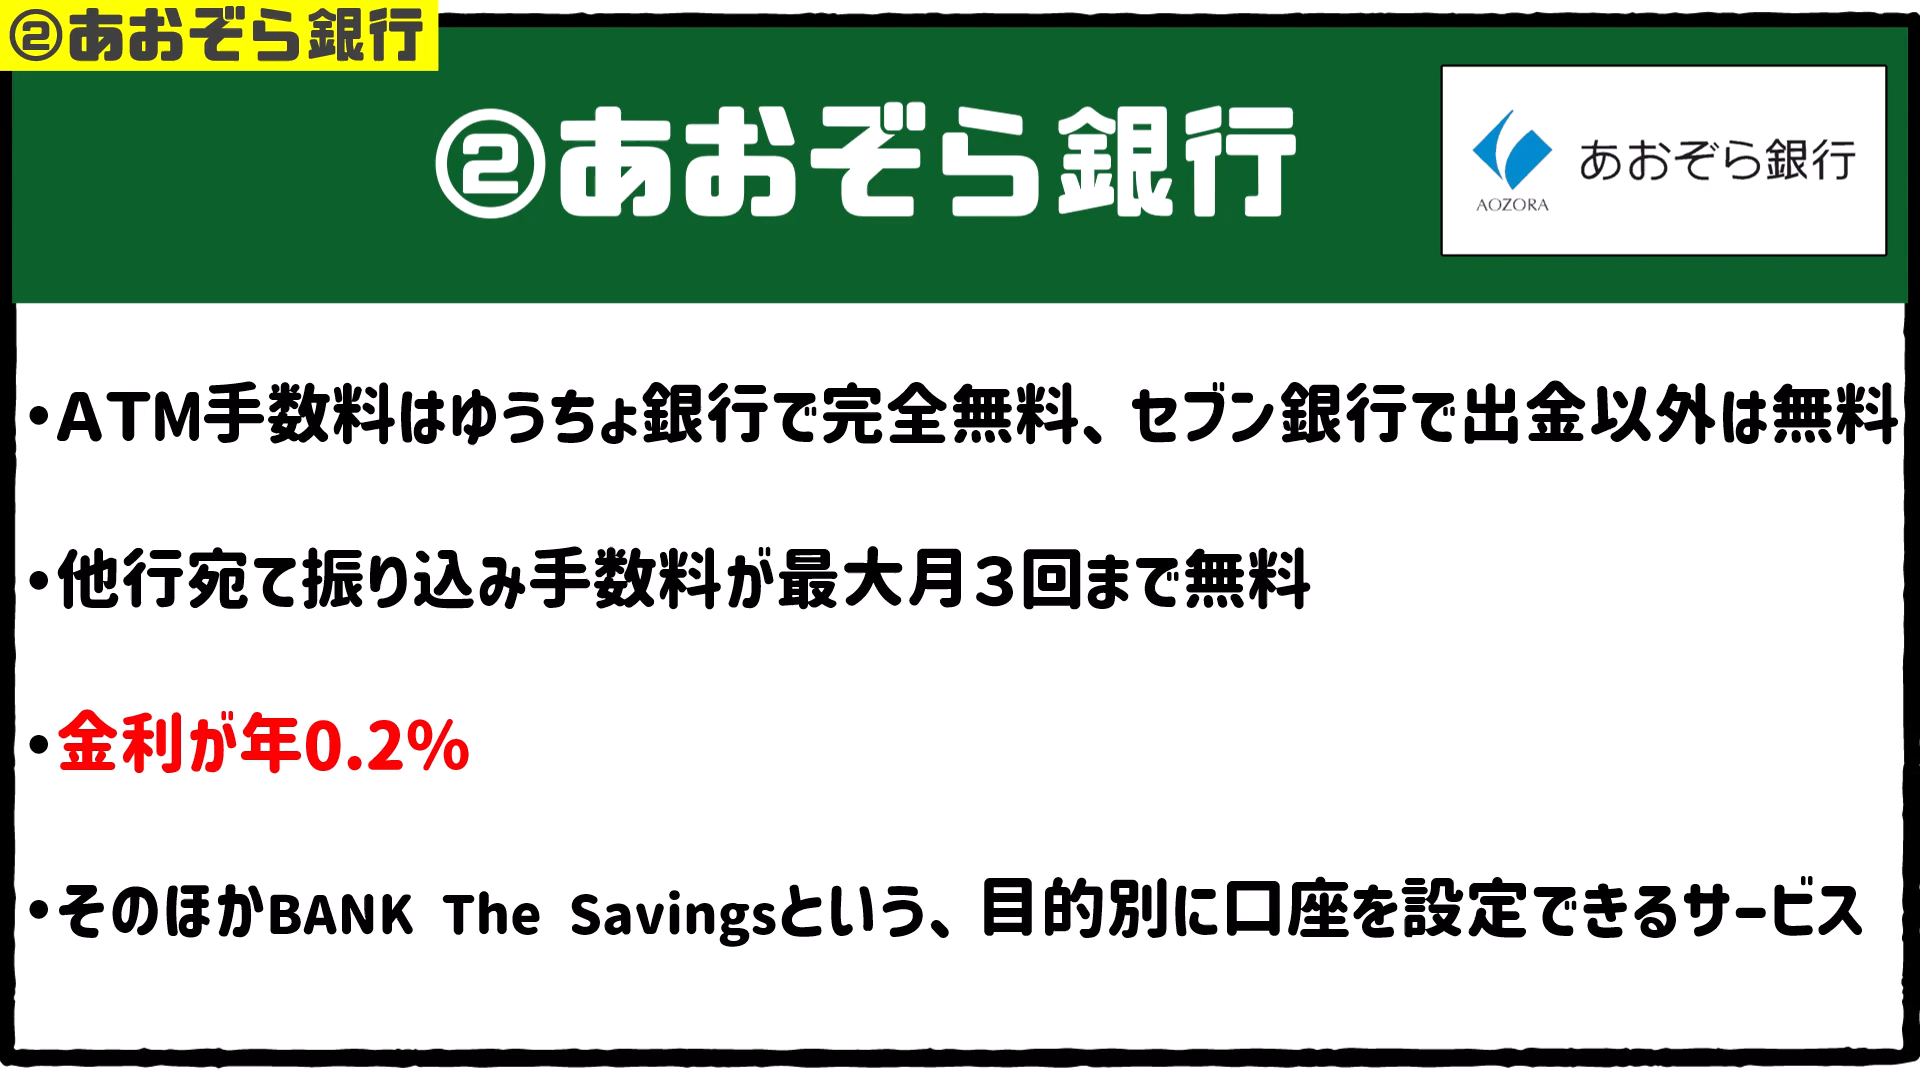 ②あおぞら銀行
②あおぞら銀行
あおぞら銀行
AOZORA
・ATM手数料はゆうちょ銀行で完全無料、セブン銀行で出金以外は無料
・他行宛て振り込み手数料が最大月３回まで無料
・金利が年0.2%
・そのほかBANK The Savingsという、目的別に口座を設定できるサービス